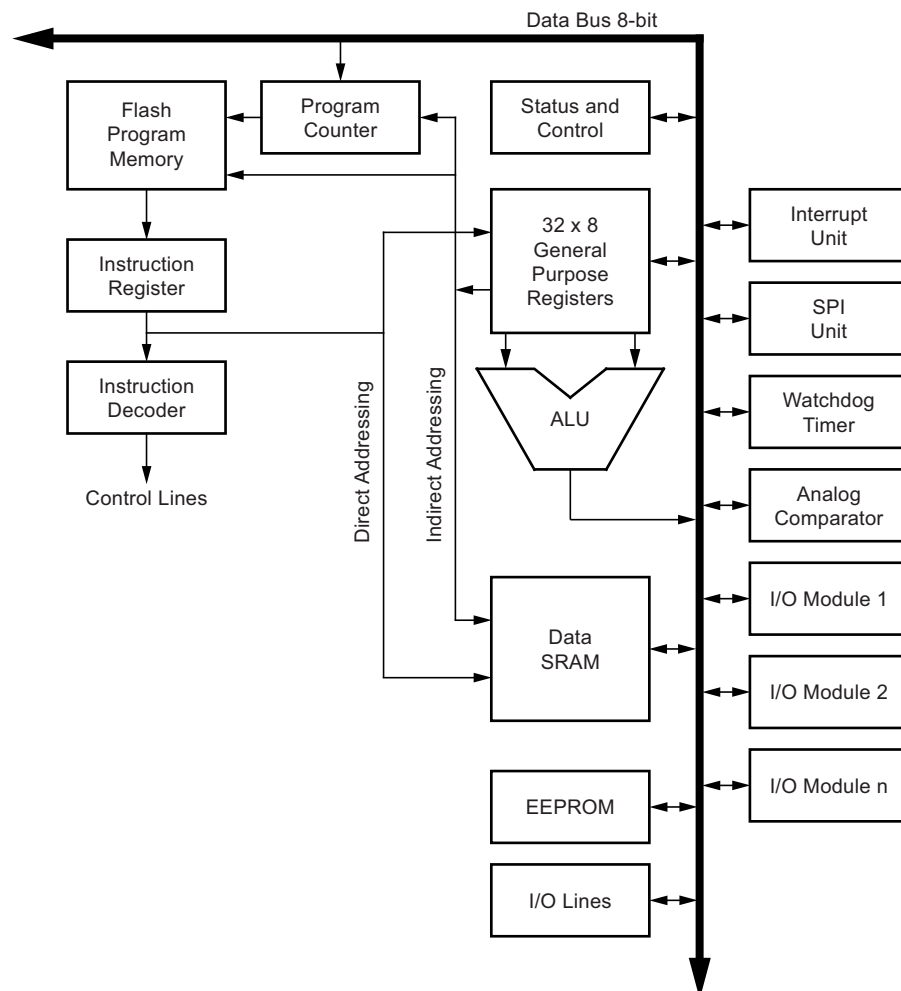 Data Bus 8-bit
Flash
Program
Memory
Program
Counter
Status and
Control
Instruction
Register
32 x 8
General
Purpose
Registers
Interrupt
Unit
SPI
Unit
Instruction
Decoder
Control Lines
Direct Addressing
Indirect Addressing
ALU
Watchdog
Timer
Analog
Comparator
Data
SRAM
I/O Module 1
I/O Module 2
I/O Module n
EEPROM
I/O Lines